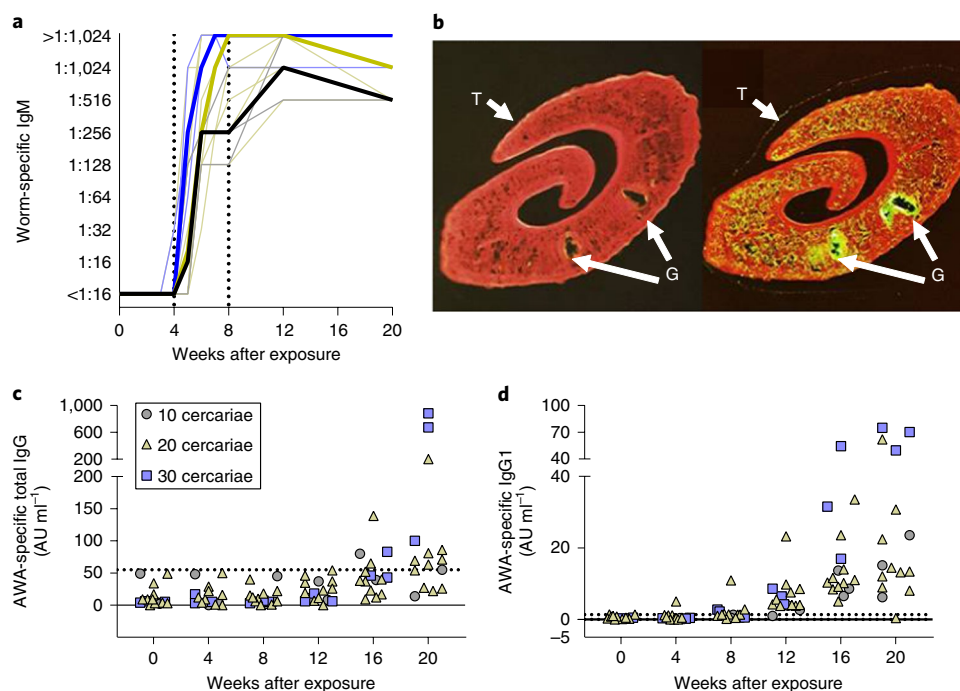 a
>1:1,024
1:1,024
1:516
1:256
1:128
1:64
1:32
1:16
<1:16
Worm-specific IgM
0 4 8 12 16 20
Weeks after exposure
b
T
G
T
G
c
1,000
600
200
200
150
100
50
0
AWA-specific total IgG
(AU ml⁻¹)
10 cercariae
20 cercariae
30 cercariae
0 4 8 12 16 20
Weeks after exposure
d
100
70
40
40
20
0
–5
AWA-specific IgG1
(AU ml⁻¹)
0 4 8 12 16 20
Weeks after exposure